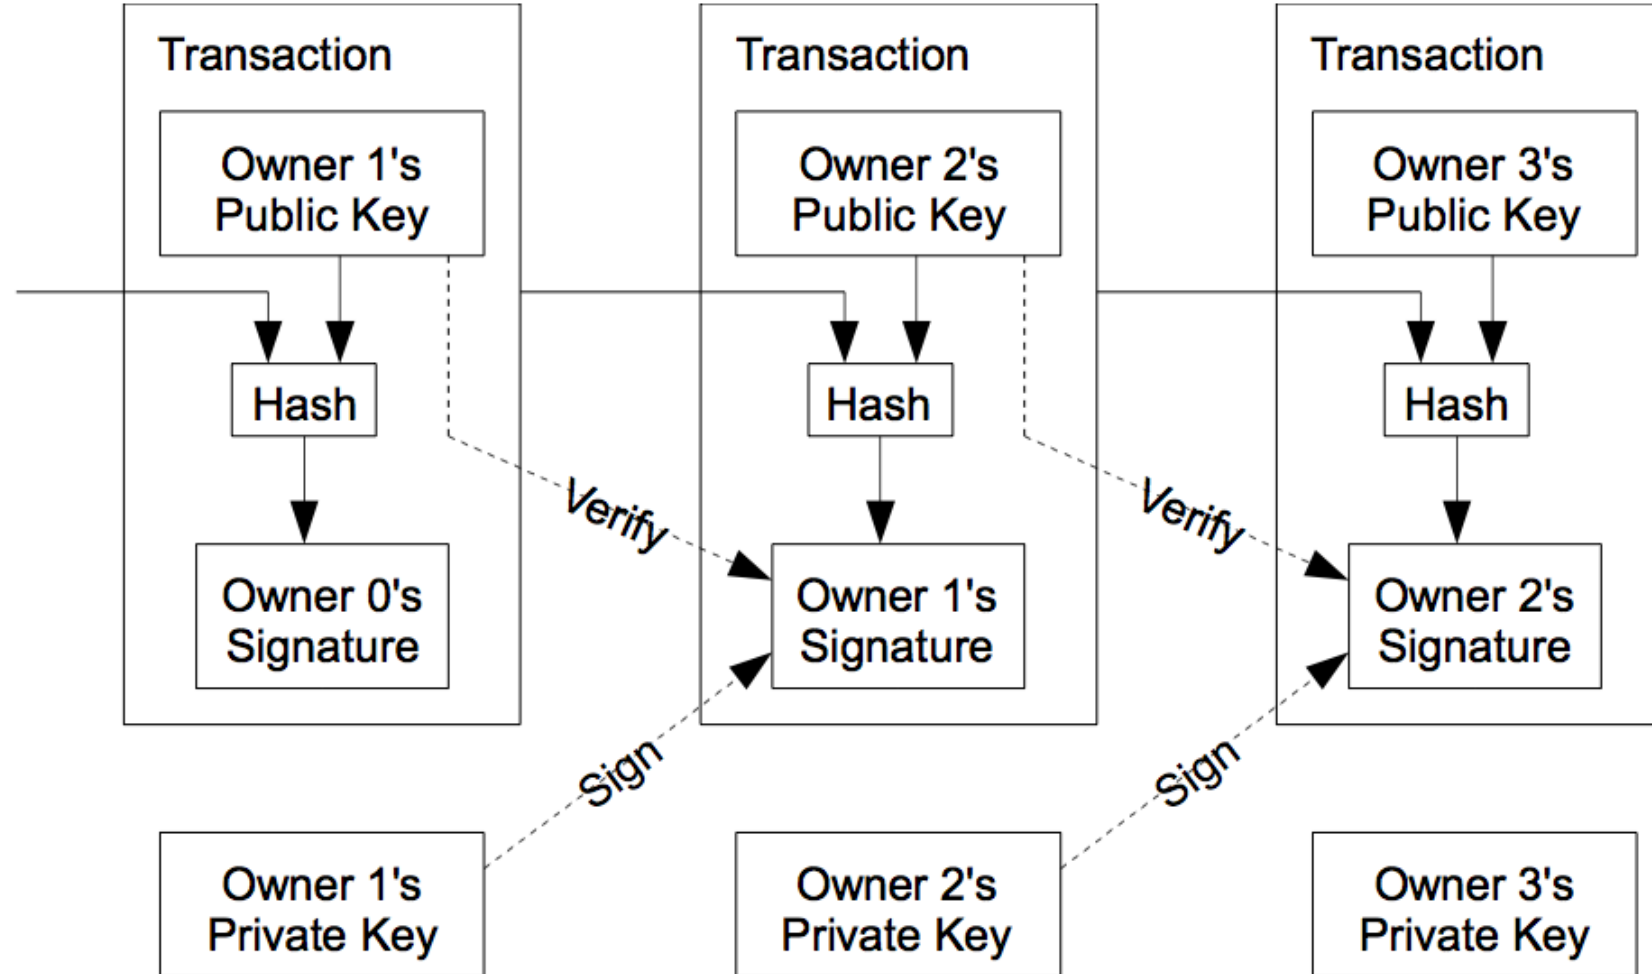 Transaction
Transaction
Transaction
Owner 1's
Public Key
Owner 2's
Public Key
Owner 3's
Public Key
Hash
Hash
Hash
Verify
Verify
Owner 0's
Signature
Owner 1's
Signature
Owner 2's
Signature
Sign
Sign
Owner 1's
Private Key
Owner 2's
Private Key
Owner 3's
Private Key